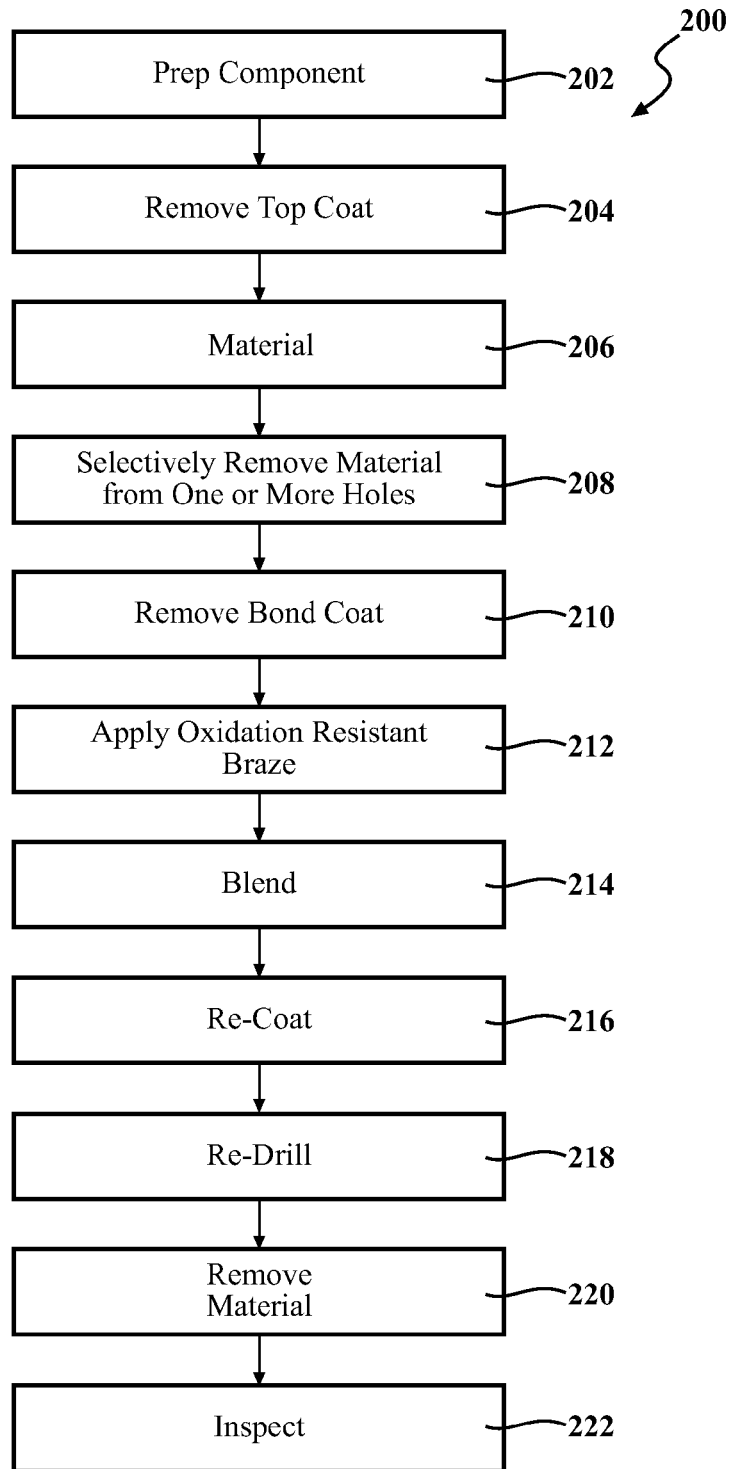 200
Prep Component
202
Remove Top Coat
204
Material
206
Selectively Remove Material
from One or More Holes
208
Remove Bond Coat
210
Apply Oxidation Resistant
Braze
212
Blend
214
Re-Coat
216
Re-Drill
218
Remove
Material
220
Inspect
222